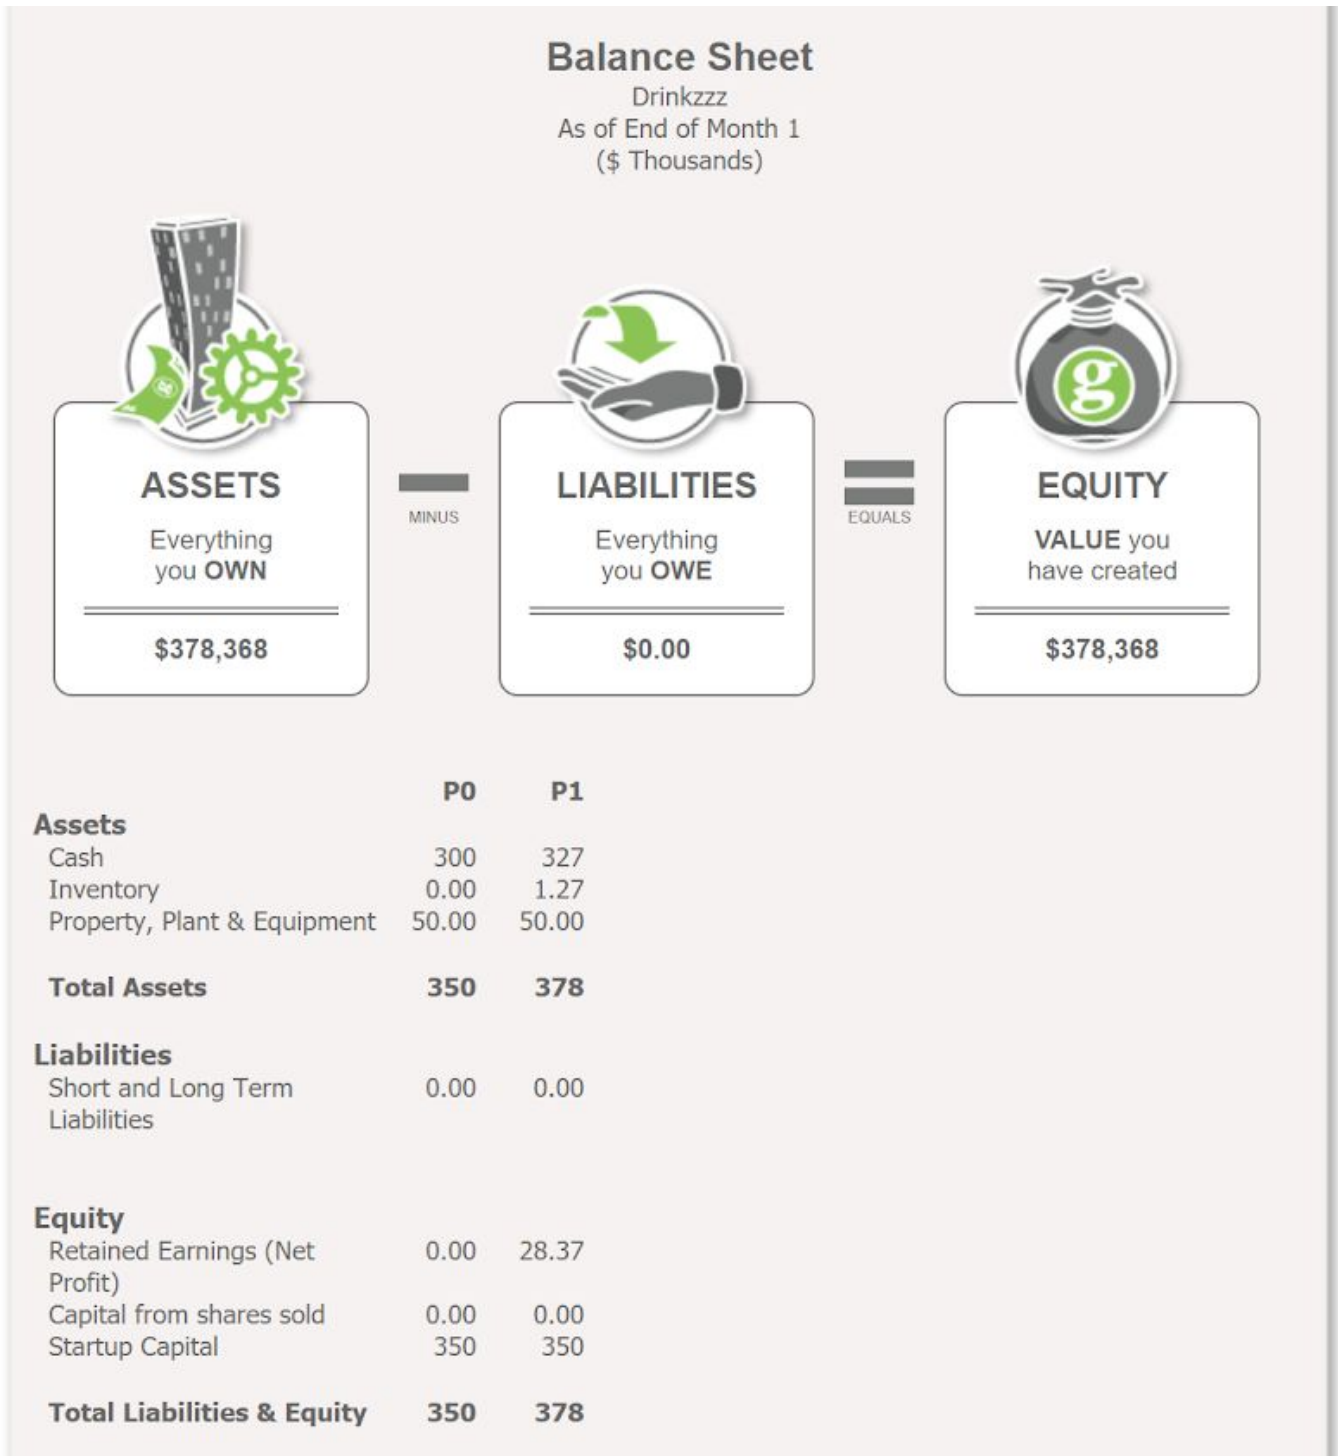 Balance Sheet
Drinkzzz
As of End of Month 1
($ Thousands)
g
ASSETS
Everything
you OWN
$378,368
MINUS
LIABILITIES
Everything
you OWE
$0.00
EQUALS
EQUITY
VALUE you
have created
$378,368
P0 P1
Assets
Cash 300 327
Inventory 0.00 1.27
Property, Plant & Equipment 50.00 50.00
Total Assets 350 378
Liabilities
Short and Long Term 0.00 0.00
Liabilities
Equity
Retained Earnings (Net 0.00 28.37
Profit)
Capital from shares sold 0.00 0.00
Startup Capital 350 350
Total Liabilities & Equity 350 378